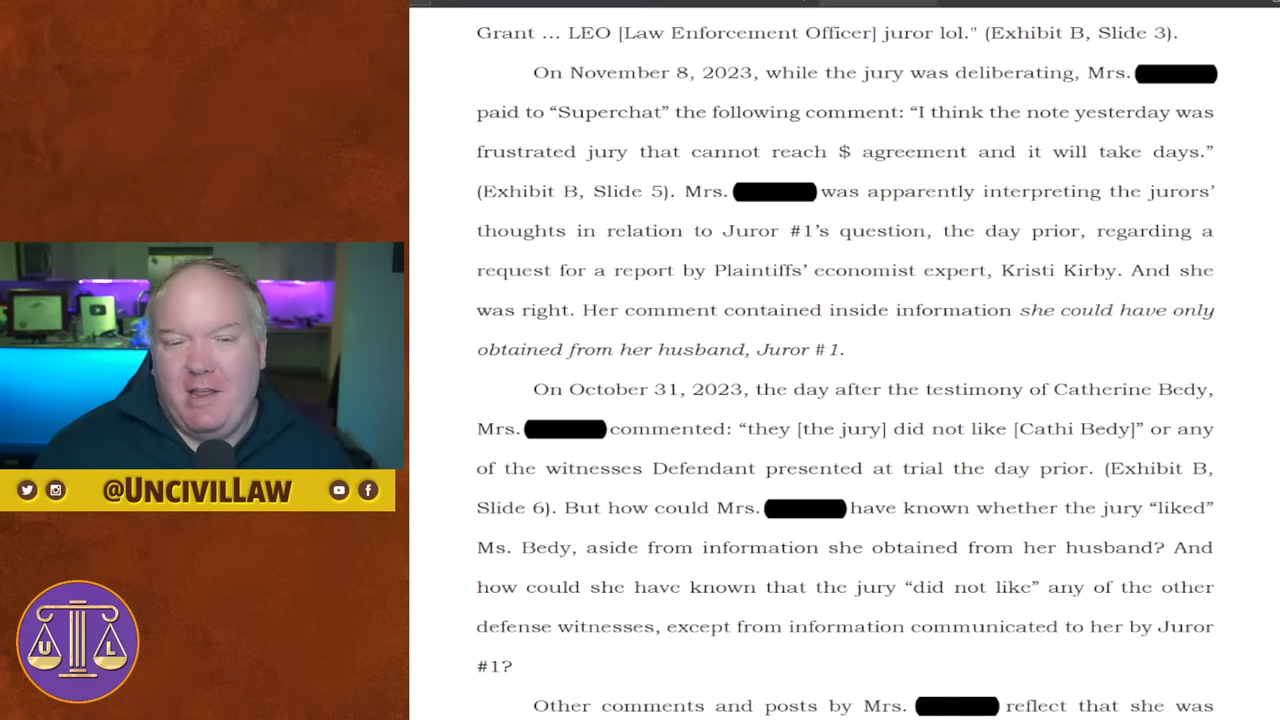 Grant ... LEO [Law Enforcement Officer] juror lol." (Exhibit B, Slide 3).
On November 8, 2023, while the jury was deliberating, Mrs.
paid to “Superchat” the following comment: “I think the note yesterday was
frustrated jury that cannot reach $ agreement and it will take days.”
(Exhibit B, Slide 5). Mrs. was apparently interpreting the jurors’
thoughts in relation to Juror #1’s question, the day prior, regarding a
request for a report by Plaintiffs’ economist expert, Kristi Kirby. And she
was right. Her comment contained inside information she could have only
obtained from her husband, Juror #1.
On October 31, 2023, the day after the testimony of Catherine Bedy,
Mrs. commented: “they [the jury] did not like [Cathi Bedy]” or any
of the witnesses Defendant presented at trial the day prior. (Exhibit B,
Slide 6). But how could Mrs. have known whether the jury “liked”
Ms. Bedy, aside from information she obtained from her husband? And
how could she have known that the jury “did not like” any of the other
defense witnesses, except from information communicated to her by Juror
#1?
Other comments and posts by Mrs. reflect that she was
@UNCIVILLAW
U L